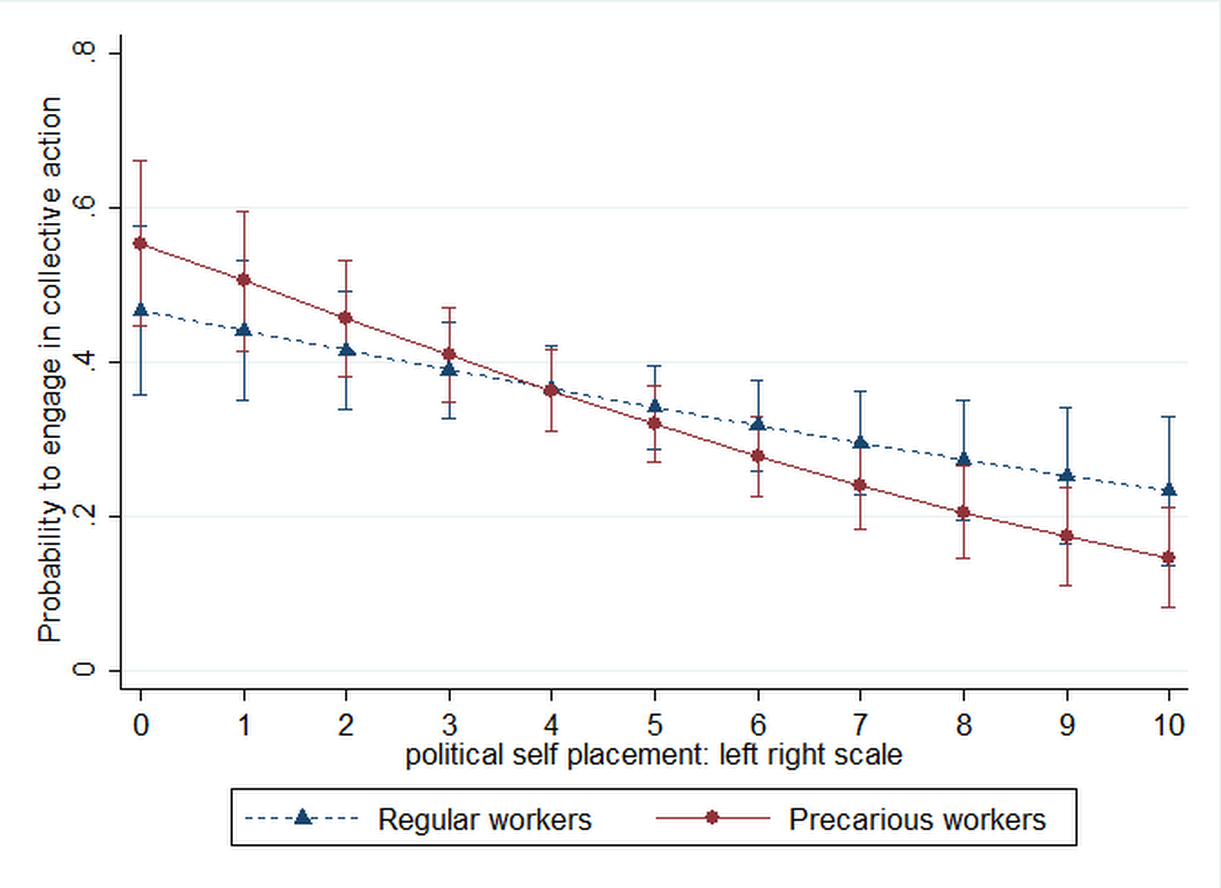 Probability to engage in collective action
.8
.6
.4
.2
0
0 1 2 3 4 5 6 7 8 9 10
political self placement: left right scale
Regular workers Precarious workers